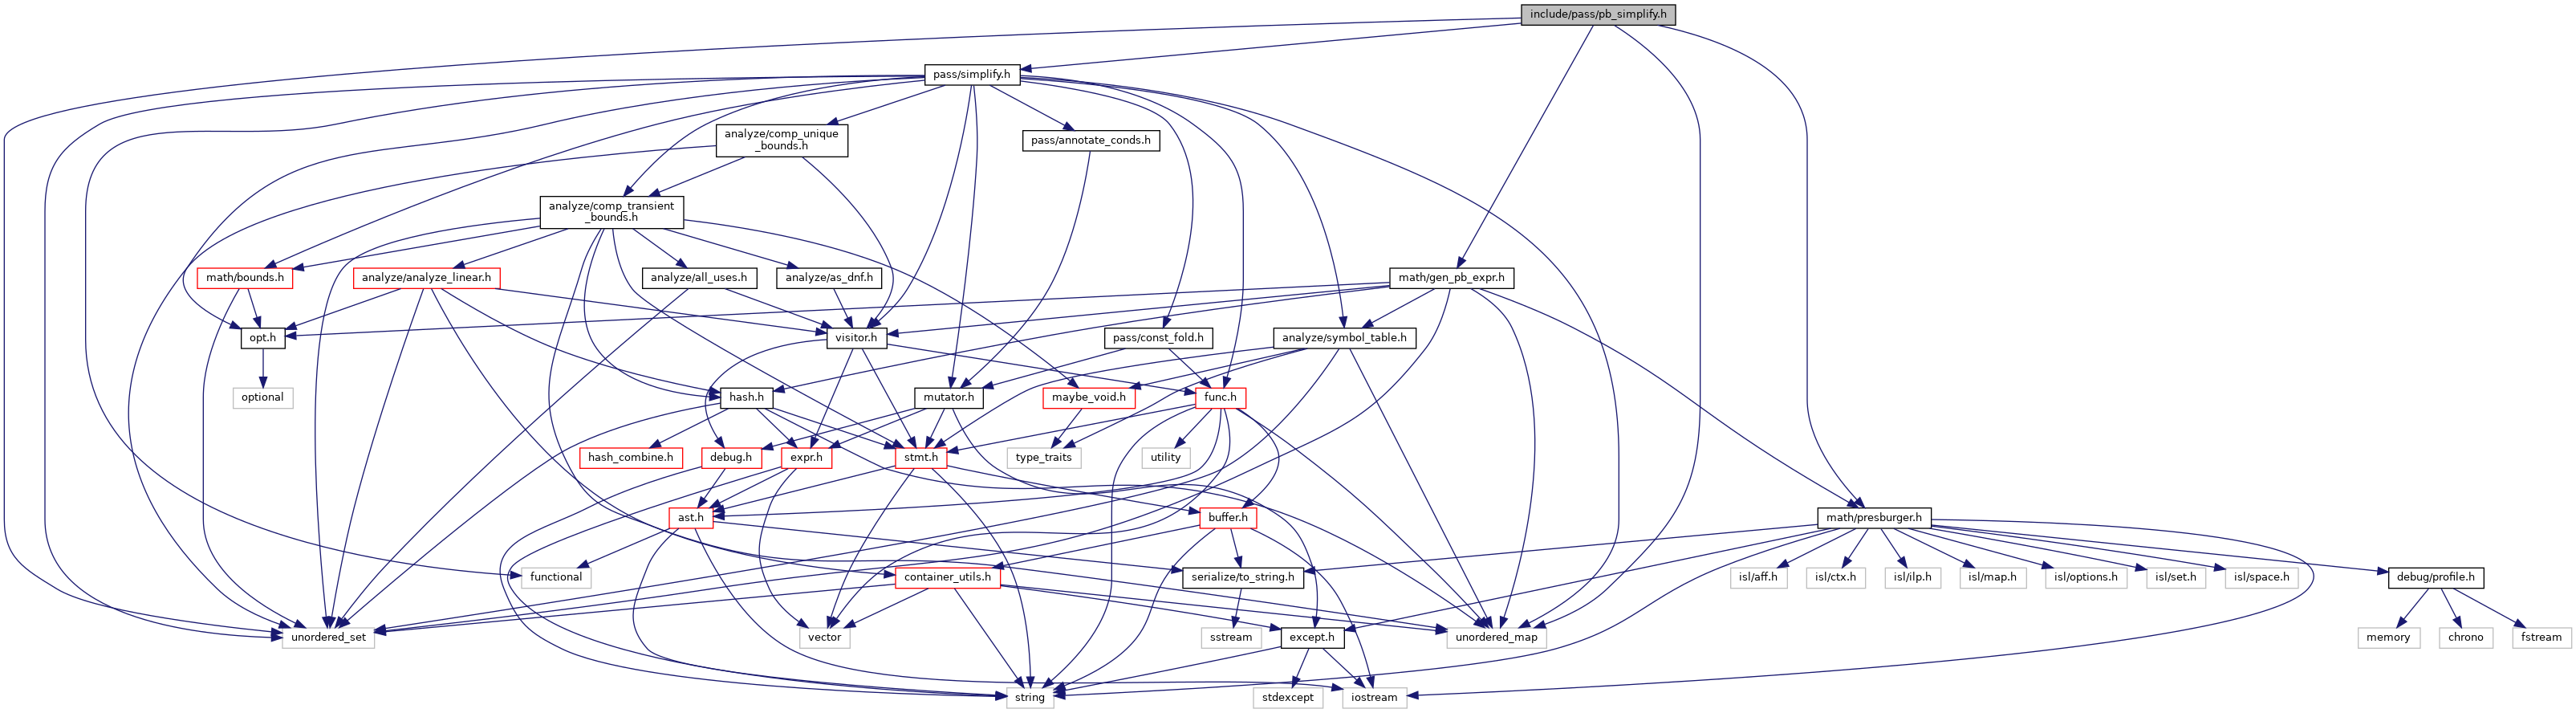 include/pass/pb_simplify.h
pass/simplify.h
analyze/comp_unique
_bounds.h
pass/annotate_conds.h
analyze/comp_transient
_bounds.h
math/bounds.h
analyze/analyze_linear.h
analyze/all_uses.h
analyze/as_dnf.h
math/gen_pb_expr.h
opt.h
visitor.h
pass/const_fold.h
analyze/symbol_table.h
optional
hash.h
mutator.h
maybe_void.h
func.h
hash_combine.h
debug.h
expr.h
stmt.h
type_traits
utility
ast.h
buffer.h
math/presburger.h
functional
container_utils.h
serialize/to_string.h
isl/aff.h
isl/ctx.h
isl/ilp.h
isl/map.h
isl/options.h
isl/set.h
isl/space.h
debug/profile.h
unordered_set
vector
sstream
except.h
unordered_map
memory
chrono
fstream
string
stdexcept
iostream